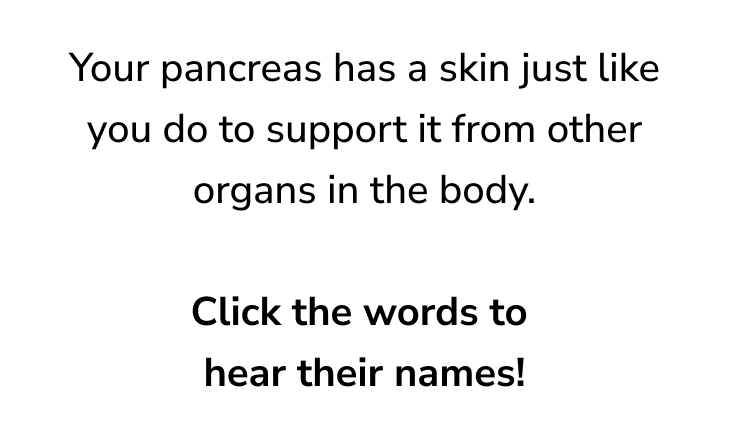 Your pancreas has a skin just like
you do to support it from other
organs in the body.
Click the words to
hear their names!